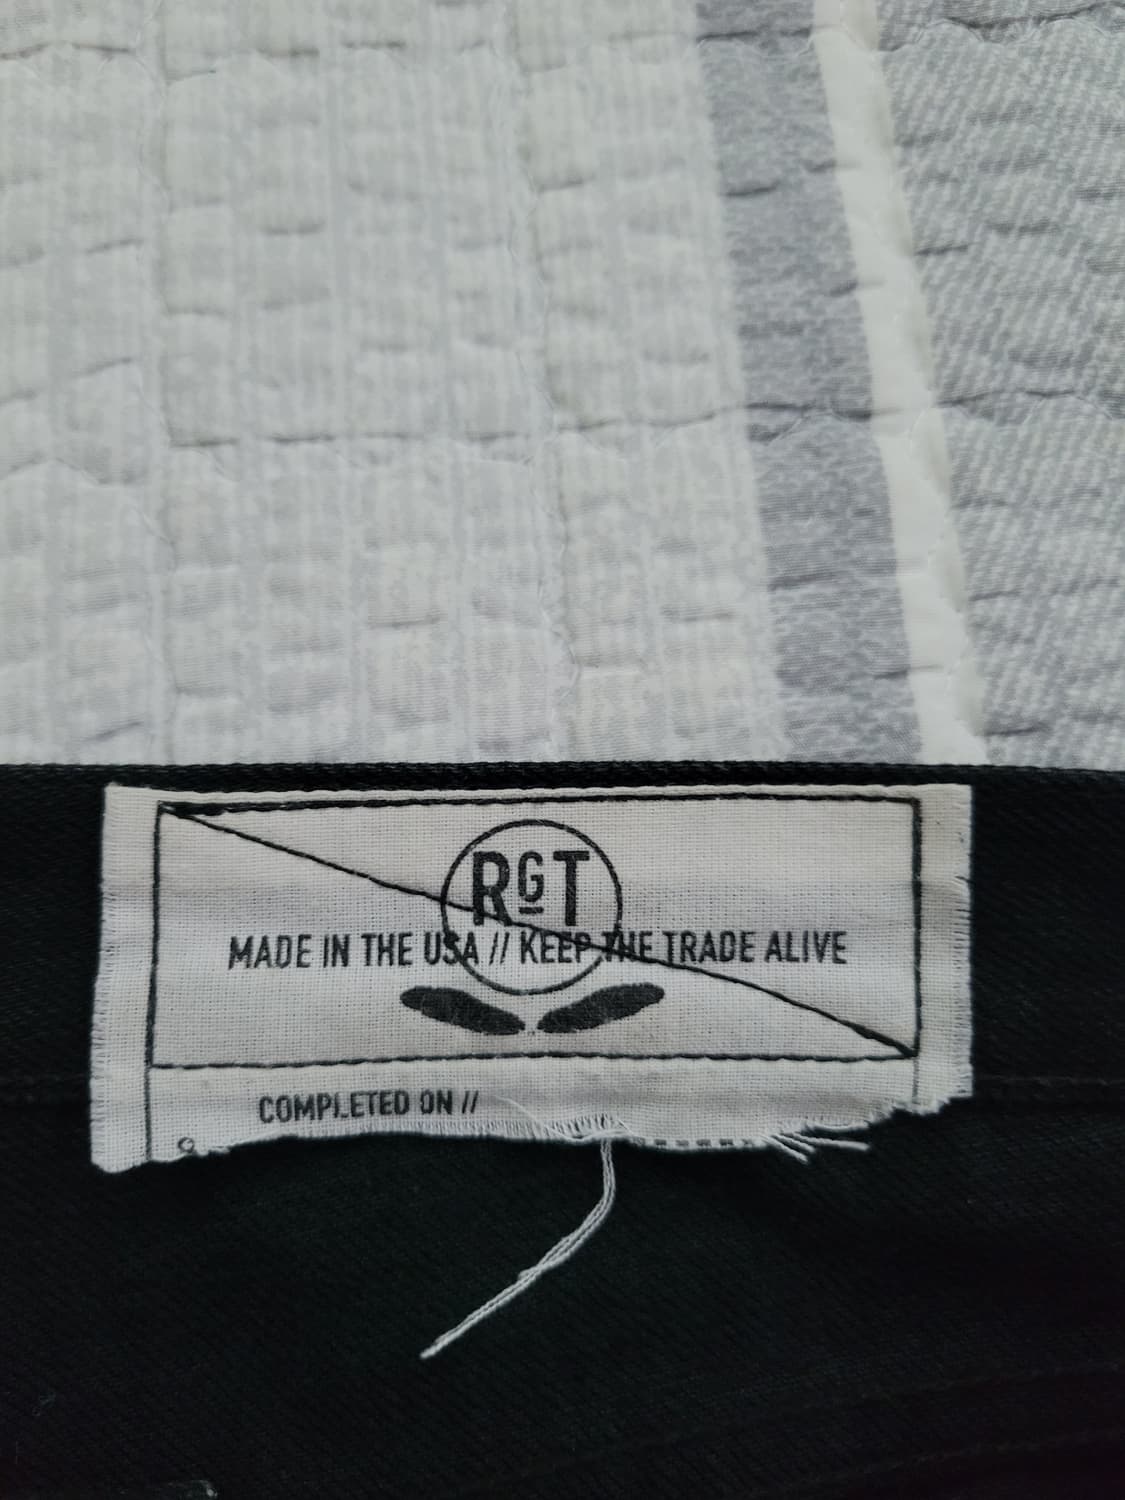 RGT
MADE IN THE USA // KEEP THE TRADE ALIVE
COMPLETED ON //